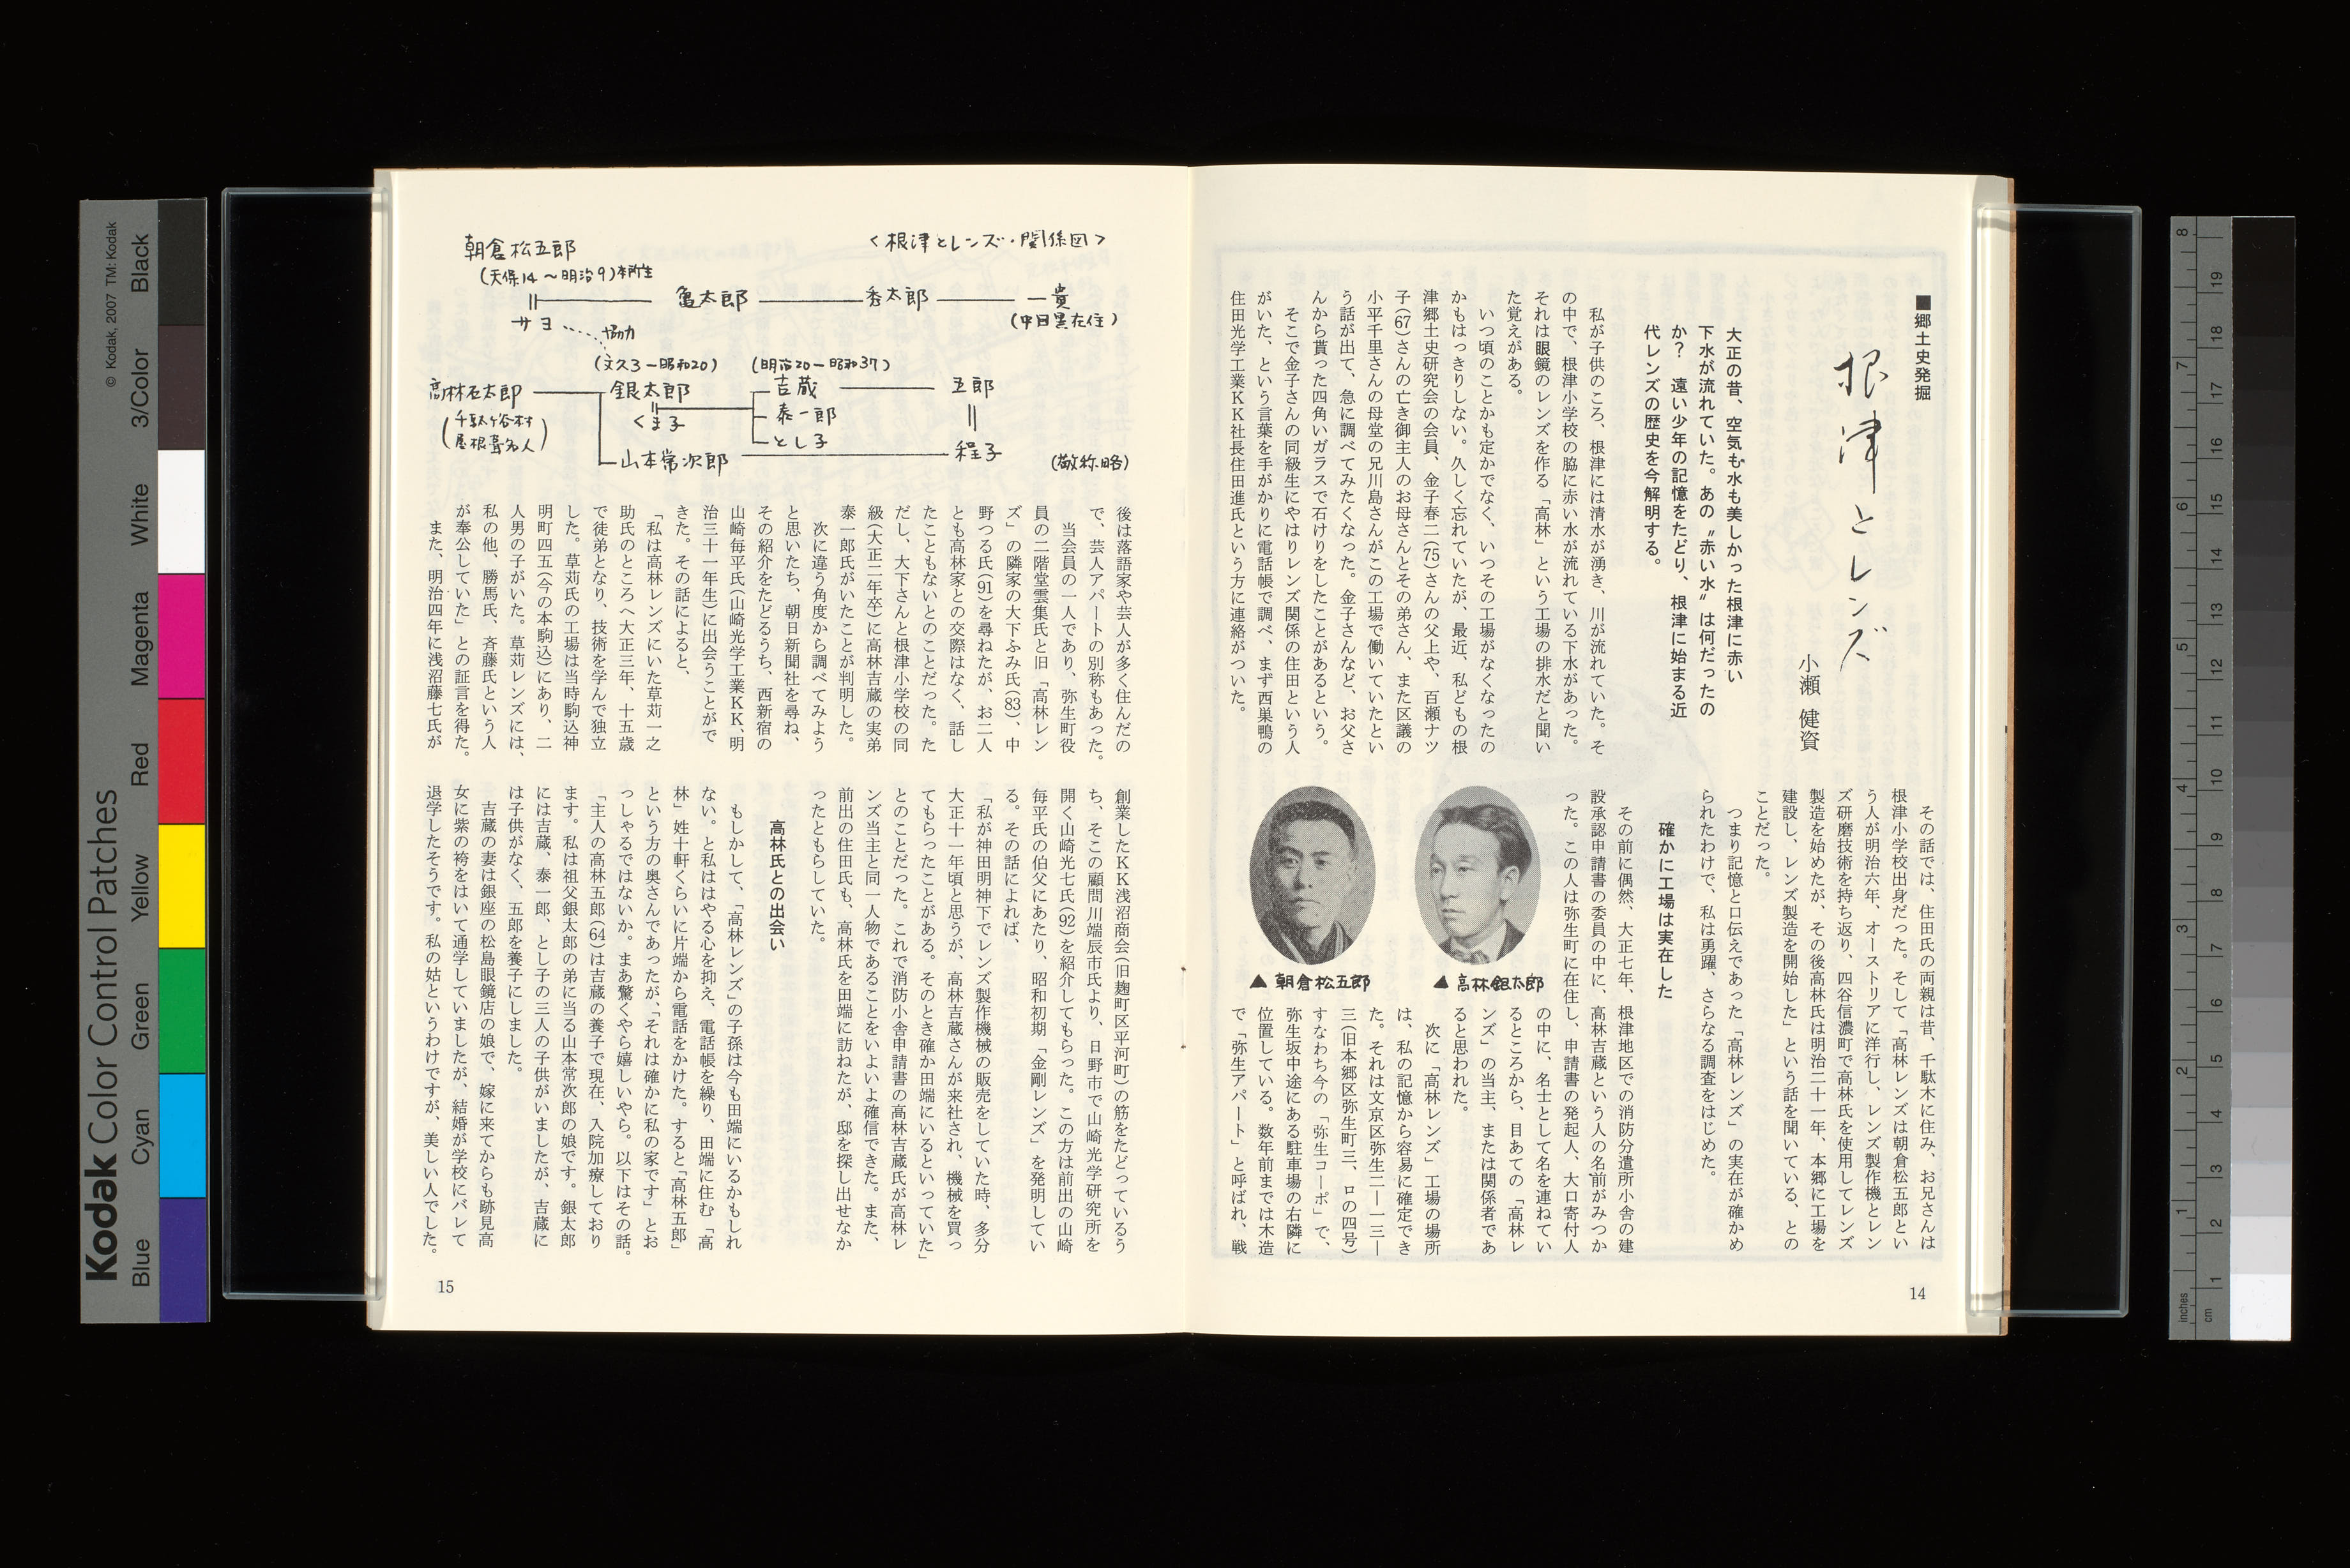 ■郷土史発掘
根津とレンズ
小瀬 健資
大正の昔、空気も水も美しかった根津に赤い
下水が流れていた。あの〝赤い水〟は何だったの
か？　遠い少年の記憶をたどり、根津に始まる近
代レンズの歴史を今解明する。
私が子供のころ、根津には清水が湧き、川が流れていた。そ
の中で、根津小学校の脇に赤い水が流れている下水があった。
それは眼鏡のレンズを作る「高林」という工場の排水だと聞い
た覚えがある。
いつ頃のことかも定かでなく、いつその工場がなくなったの
かもはっきりしない。久しく忘れていたが、最近、私どもの根
津郷土史研究会の会員、金子春二(75)さんの父上や、百瀬ナツ
子(67)さんの亡き御主人のお母さんとその弟さん、また区議の
小平千里さんの母堂の兄川島さんがこの工場で働いていたとい
う話が出て、急に調べてみたくなった。金子さんなど、お父さ
んから貰った四角いガラスで石けりをしたことがあるという。
そこで金子さんの同級生にやはりレンズ関係の住田という人
がいた、という言葉を手がかりに電話帳で調べ、まず西巣鴨の
住田光学工業KK社長住田進氏という方に連絡がついた。
その話では、住田氏の両親は昔、千駄木に住み、お兄さんは
根津小学校出身だった。そして「高林レンズは朝倉松五郎とい
う人が明治六年、オーストリアに洋行し、レンズ製作機とレン
ズ研磨技術を持ち返り、四谷信濃町で高林氏を使用してレンズ
製造を始めたが、その後高林氏は明治二十一年、本郷に工場を
建設し、レンズ製造を開始した」という話を聞いている、との
ことだった。
つまり記憶と口伝えであった「高林レンズ」の実在が確かめ
られたわけで、私は勇躍、さらなる調査をはじめた。
確かに工場は実在した
その前に偶然、大正七年、根津地区での消防分遣所小舎の建
設承認申請書の委員の中に、高林吉蔵という人の名前がみつか
った。この人は弥生町に在住し、申請書の発起人、大口寄付人
の中に、名士として名を連ねてい
るところから、目あての「高林レ
ンズ」の当主、または関係者であ
ると思われた。
次に「高林レンズ」工場の場所
は、私の記憶から容易に確定でき
た。それは文京区弥生二―一三―
三(旧本郷区弥生町三、ロの四号)
すなわち今の「弥生コーポ」で、
弥生坂中途にある駐車場の右隣に
位置している。数年前までは木造
で「弥生アパート」と呼ばれ、戦
▲高林銀太郎
▲朝倉松五郎
14
＜根津とレンズ・関係図＞
朝倉松五郎
(天保14～明治9)本所生
サヨ
亀太郎
秀太郎
一貴
(中目黒在住)
協力
(文久3－昭和20)
(明治20－昭和37)
高林石太郎
(千駄ヶ谷村
屋根葺名人)
銀太郎
くま子
吉蔵
泰一郎
とし子
五郎
程子
山本常次郎
(敬称略)
後は落語家や芸人が多く住んだの
で、芸人アパートの別称もあった。
当会員の一人であり、弥生町役
員の二階堂雲集氏と旧「高林レン
ズ」の隣家の大下ふみ氏(83)、中
野つる氏(91)を尋ねたが、お二人
とも高林家との交際はなく、話し
たこともないとのことだった。た
だし、大下さんと根津小学校の同
級(大正二年卒)に高林吉蔵の実弟
泰一郎氏がいたことが判明した。
次に違う角度から調べてみよう
と思いたち、朝日新聞社を尋ね、
その紹介をたどるうち、西新宿の
山崎毎平氏(山崎光学工業KK、明
治三十一年生)に出会うことがで
きた。その話によると、
「私は高林レンズにいた草苅一之
助氏のところへ大正三年、十五歳
で徒弟となり、技術を学んで独立
した。草苅氏の工場は当時駒込神
明町四五(今の本駒込)にあり、二
人男の子がいた。草苅レンズには、
私の他、勝馬氏、斉藤氏という人
が奉公していた」との証言を得た。
また、明治四年に浅沼藤七氏が
創業したKK浅沼商会(旧麹町区平河町)の筋をたどっているう
ち、そこの顧問川端辰市氏より、日野市で山崎光学研究所を
開く山崎光七氏(92)を紹介してもらった。この方は前出の山崎
毎平氏の伯父にあたり、昭和初期「金剛レンズ」を発明してい
る。その話によれば、
「私が神田明神下でレンズ製作機械の販売をしていた時、多分
大正十一年頃と思うが、高林吉蔵さんが来社され、機械を買っ
てもらったことがある。そのとき確か田端にいるといっていた」
とのことだった。これで消防小舎申請書の高林吉蔵氏が高林レ
ンズ当主と同一人物であることをいよいよ確信できた。また、
前出の住田氏も、高林氏を田端に訪ねたが、邸を探し出せなか
ったともらしていた。
高林氏との出会い
もしかして、「高林レンズ」の子孫は今も田端にいるかもしれ
ない。と私ははやる心を抑え、電話帳を繰り、田端に住む「高
林」姓十軒くらいに片端から電話をかけた。すると「高林五郎」
という方の奥さんであったが、「それは確かに私の家です」とお
っしゃるではないか。まあ驚くやら嬉しいやら。以下はその話。
「主人の高林五郎(64)は吉蔵の養子で現在、入院加療しており
ます。私は祖父銀太郎の弟に当る山本常次郎の娘です。銀太郎
には吉蔵、泰一郎、とし子の三人の子供がいましたが、吉蔵に
は子供がなく、五郎を養子にしました。
吉蔵の妻は銀座の松島眼鏡店の娘で、嫁に来てからも跡見高
女に紫の袴をはいて通学していましたが、結婚が学校にバレて
退学したそうです。私の姑というわけですが、美しい人でした。
15
Kodak Color Control Patches
© Kodak, 2007 TM: Kodak
Blue Cyan Green Yellow Red Magenta White 3/Color Black
inches 1 2 3 4 5 6 7 8
cm 1 2 3 4 5 6 7 8 9 10 11 12 13 14 15 16 17 18 19